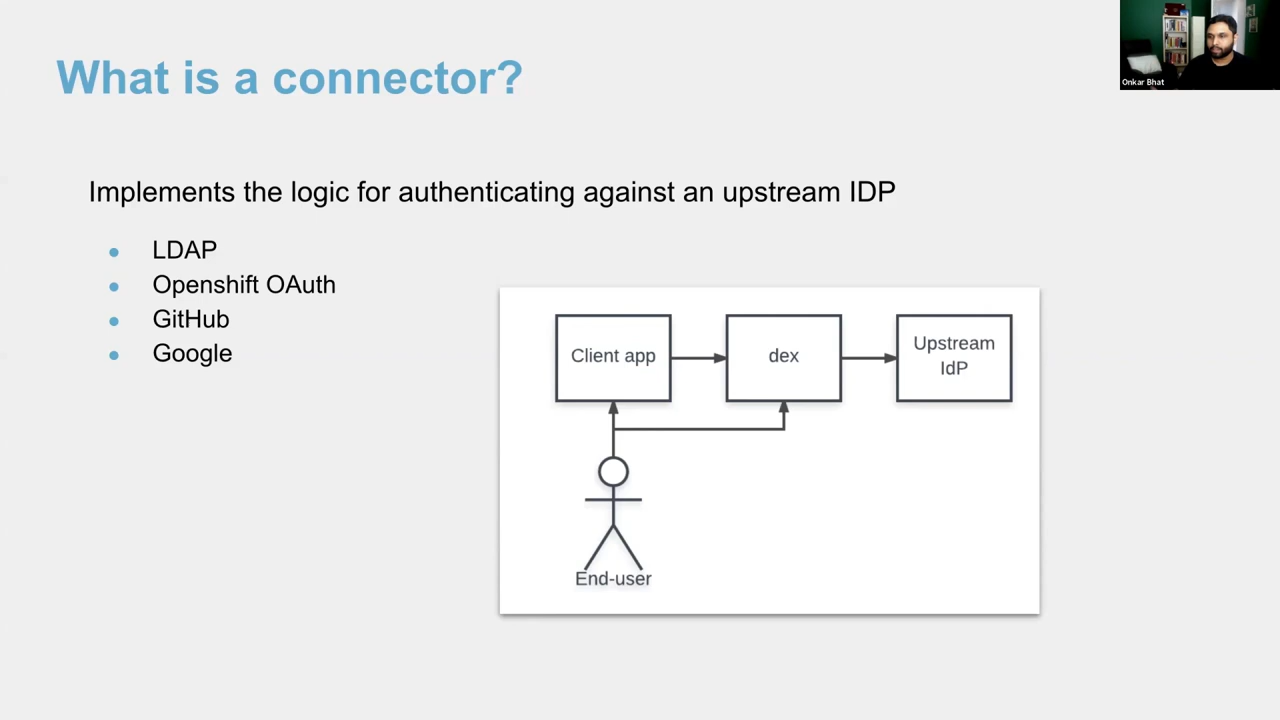 What is a connector?
Onkar Bhat
Implements the logic for authenticating against an upstream IDP
LDAP
Openshift OAuth
GitHub
Google
Client app
dex
Upstream
IdP
End-user